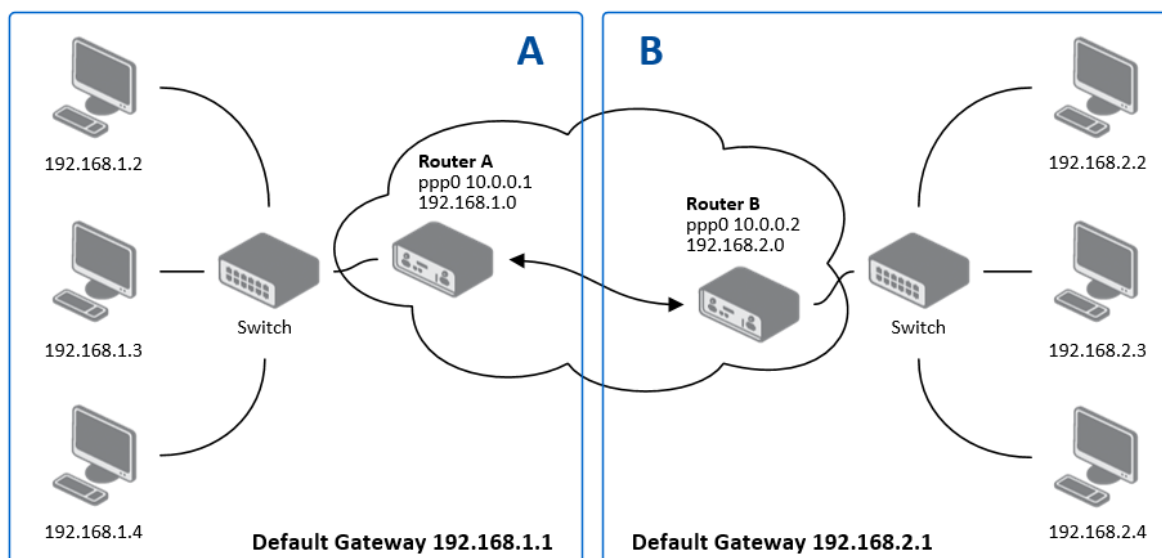 A
B
192.168.1.2
192.168.2.2
Router A
ppp0 10.0.0.1
192.168.1.0
Router B
ppp0 10.0.0.2
192.168.2.0
Switch
Switch
192.168.1.3
192.168.2.3
192.168.1.4
192.168.2.4
Default Gateway 192.168.1.1
Default Gateway 192.168.2.1